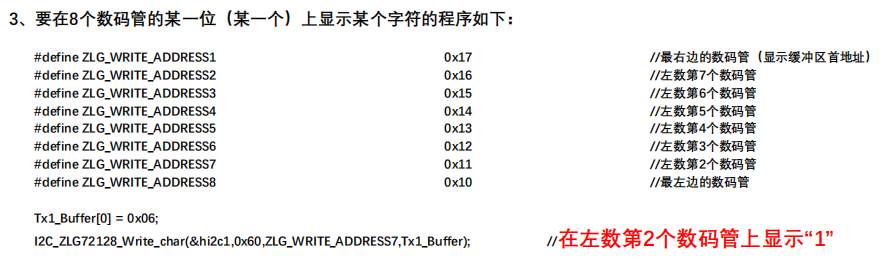 3、要在8个数码管的某一位（某一个）上显示某个字符的程序如下：
#define ZLG_WRITE_ADDRESS1 0x17 //最右边的数码管（显示缓冲区首地址）
#define ZLG_WRITE_ADDRESS2 0x16 //左数第7个数码管
#define ZLG_WRITE_ADDRESS3 0x15 //左数第6个数码管
#define ZLG_WRITE_ADDRESS4 0x14 //左数第5个数码管
#define ZLG_WRITE_ADDRESS5 0x13 //左数第4个数码管
#define ZLG_WRITE_ADDRESS6 0x12 //左数第3个数码管
#define ZLG_WRITE_ADDRESS7 0x11 //左数第2个数码管
#define ZLG_WRITE_ADDRESS8 0x10 //最左边的数码管
Tx1_Buffer[0] = 0x06;
I2C_ZLG72128_Write_char(&hi2c1,0x60,ZLG_WRITE_ADDRESS7,Tx1_Buffer); //在左数第2个数码管上显示“1”